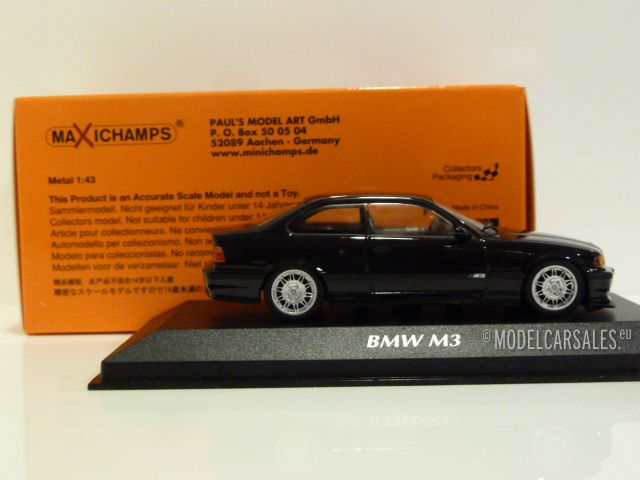 MAXICHAMPS®
PAUL'S MODEL ART GmbH
P. O. Box 50 05 04
52089 Aachen - Germany
www.minichamps.de
Metal 1:43
Collectors
Packaging
This Product is an Accurate Scale Model and not a Toy.
Made in China.
Sammlermodell. Nicht geeignet für Kinder unter 14 Jahren
Collectors model. Not suitable for children under
Article pour collectionneurs. Ne convient
Automodello per collezionismo. Non
Modelo para coleccionistas. No
Modellen voor de verzamelaar. Niet
BMW M3
© MODELCARSALES.eu